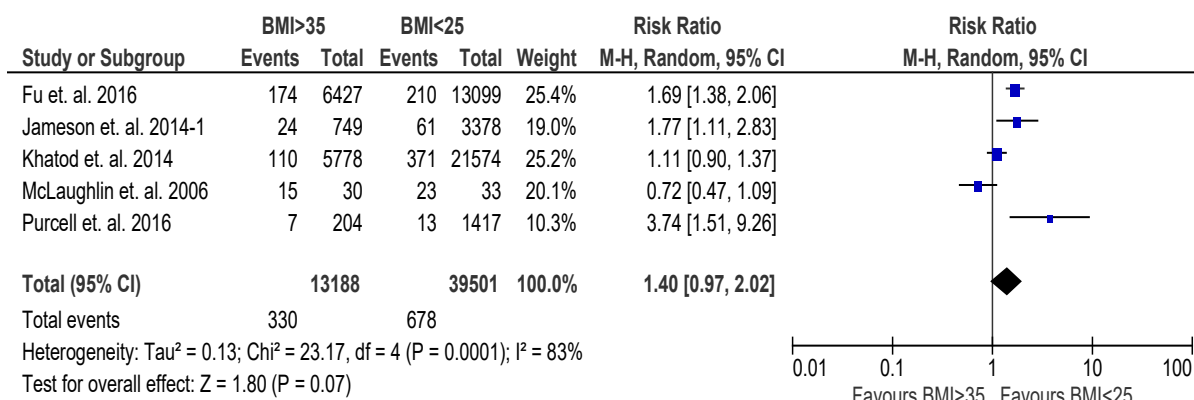 BMI>35 BMI<25 Risk Ratio Risk Ratio
Study or Subgroup Events Total Events Total Weight M-H, Random, 95% CI M-H, Random, 95% CI
Fu et. al. 2016 174 6427 210 13099 25.4% 1.69 [1.38, 2.06]
Jameson et. al. 2014-1 24 749 61 3378 19.0% 1.77 [1.11, 2.83]
Khatod et. al. 2014 110 5778 371 21574 25.2% 1.11 [0.90, 1.37]
McLaughlin et. al. 2006 15 30 23 33 20.1% 0.72 [0.47, 1.09]
Purcell et. al. 2016 7 204 13 1417 10.3% 3.74 [1.51, 9.26]
Total (95% CI) 13188 39501 100.0% 1.40 [0.97, 2.02]
Total events 330 678
Heterogeneity: Tau² = 0.13; Chi² = 23.17, df = 4 (P = 0.0001); I² = 83%
Test for overall effect: Z = 1.80 (P = 0.07)
0.01 0.1 1 10 100
Favours BMI>35 Favours BMI<25